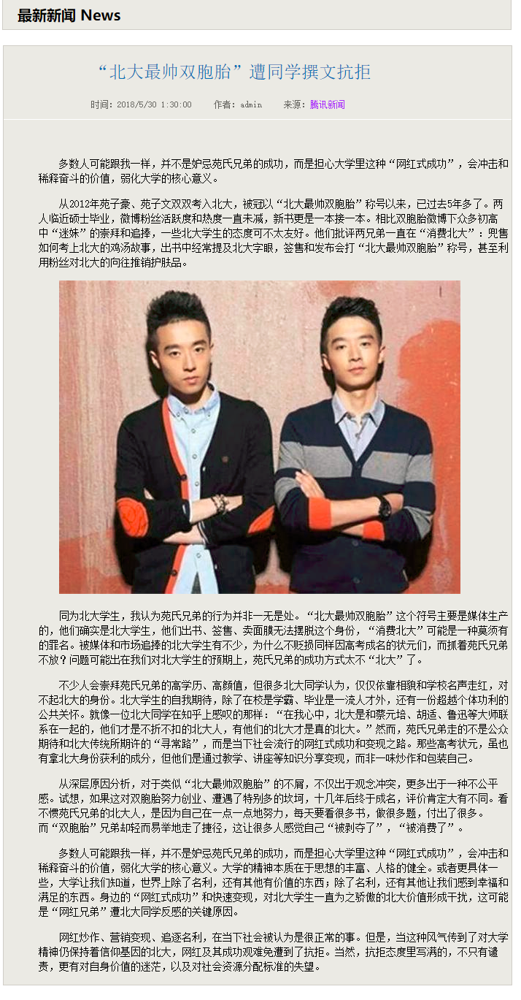 最新新闻 News
“北大最帅双胞胎”遭同学撰文抗拒
时间：2018/5/30 1:30:00 作者：admin 来源：腾讯新闻
多数人可能跟我一样，并不是妒忌苑氏兄弟的成功，而是担心大学里这种“网红式成功”，会冲击和
稀释奋斗的价值，弱化大学的核心意义。
从2012年苑子豪、苑子文双双考入北大，被冠以“北大最帅双胞胎”称号以来，已过去5年多了。两
人临近硕士毕业，微博粉丝活跃度和热度一直未减，新书更是一本接一本。相比双胞胎微博下众多初高
中“迷妹”的崇拜和追捧，一些北大学生的态度可不太友好。他们批评两兄弟一直在“消费北大”：兜售
如何考上北大的鸡汤故事，出书中经常提及北大字眼，签售和发布会打“北大最帅双胞胎”称号，甚至利
用粉丝对北大的向往推销护肤品。
同为北大学生，我认为苑氏兄弟的行为并非一无是处。“北大最帅双胞胎”这个符号主要是媒体生产
的，他们确实是北大学生，他们出书、签售、卖面膜无法摆脱这个身份，“消费北大”可能是一种莫须有
的罪名。被媒体和市场追捧的北大学生有不少，为什么不贬损同样因高考成名的状元们，而抓着苑氏兄弟
不放？问题可能出在我们对北大学生的预期上，苑氏兄弟的成功方式太不“北大”了。
不少人会崇拜苑氏兄弟的高学历、高颜值，但很多北大同学认为，仅仅依靠相貌和学校名声走红，对
不起北大的身份。北大学生的自我期待，除了在校是学霸、毕业是一流人才外，还有一份超越个体功利的
公共关怀。就像一位北大同学在知乎上感叹的那样：“在我心中，北大是和蔡元培、胡适、鲁迅等大师联
系在一起的，他们才是不折不扣的北大人，有他们的北大才是真的北大。”然而，苑氏兄弟走的不是公众
期待和北大传统所期许的“寻常路”，而是当下社会流行的网红式成功和变现之路。那些高考状元，虽也
有拿北大身份获利的成分，但他们是通过教学、讲座等知识分享变现，而非一味炒作和包装自己。
从深层原因分析，对于类似“北大最帅双胞胎”的不屑，不仅出于观念冲突，更多出于一种不公平
感。试想，如果这对双胞胎努力创业、遭遇了特别多的坎坷，十几年后终于成名，评价肯定大有不同。看
不惯苑氏兄弟的北大人，是因为自己在一点一点地努力，每天要看很多书，做很多题，付出了很多。
而“双胞胎”兄弟却轻而易举地走了捷径，这让很多人感觉自己“被剥夺了”，“被消费了”。
多数人可能跟我一样，并不是妒忌苑氏兄弟的成功，而是担心大学里这种“网红式成功”，会冲击和
稀释奋斗的价值，弱化大学的核心意义。大学的精神本质在于思想的丰富、人格的健全。或者更具体一
些，大学让我们知道，世界上除了名利，还有其他有价值的东西；除了名利，还有其他让我们感到幸福和
满足的东西。身边的“网红式成功”和快速变现，对北大学生一直为之骄傲的北大价值形成干扰，这可能
是“网红兄弟”遭北大同学反感的关键原因。
网红炒作、营销变现、追逐名利，在当下社会被认为是很正常的事。但是，当这种风气传到了对大学
精神仍保持着信仰基因的北大，网红及其成功观难免遭到了抗拒。当然，抗拒态度里写满的，不只有谴
责，更有对自身价值的迷茫，以及对社会资源分配标准的失望。